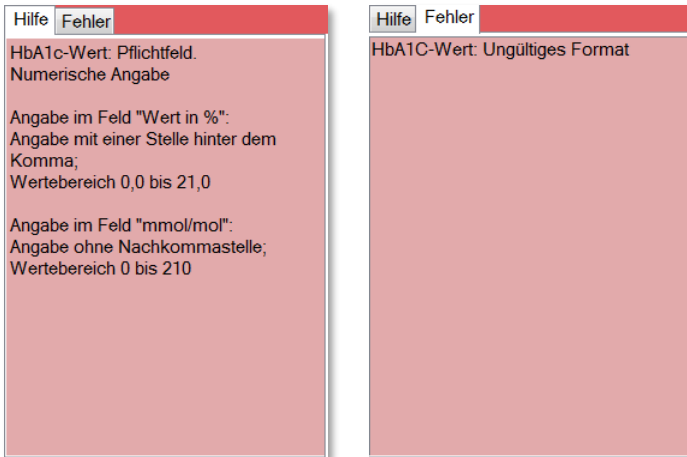 Hilfe Fehler
HbA1c-Wert: Pflichtfeld.
Numerische Angabe
Angabe im Feld "Wert in %":
Angabe mit einer Stelle hinter dem
Komma;
Wertebereich 0,0 bis 21,0
Angabe im Feld "mmol/mol":
Angabe ohne Nachkommastelle;
Wertebereich 0 bis 210
Hilfe Fehler
HbA1C-Wert: Ungültiges Format